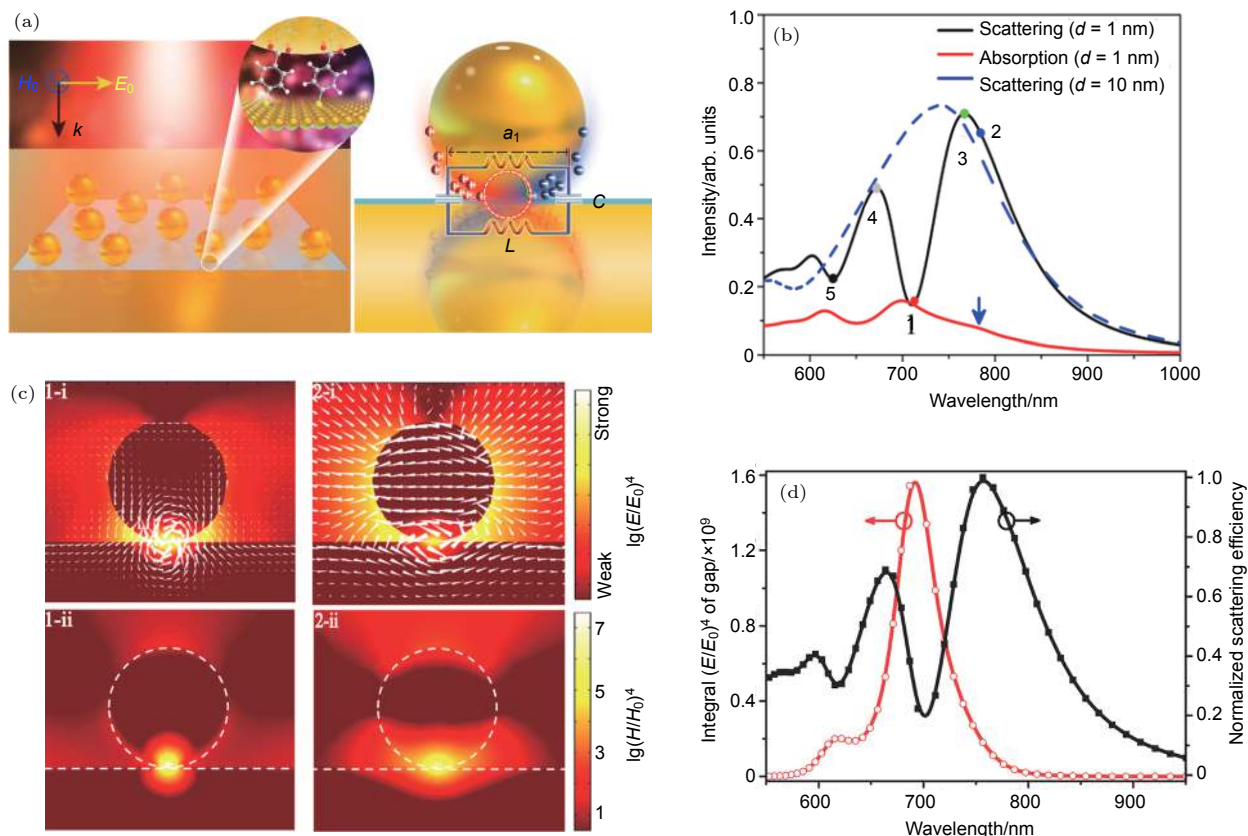 (a)
H0
E0
k
a1
C
L
(b)
Scattering (d = 1 nm)
Absorption (d = 1 nm)
Scattering (d = 10 nm)
1.0
0.8
0.6
0.4
0.2
0
Intensity/arb. units
2
3
4
5
1
600
700
800
900
1000
Wavelength/nm
(c)
1-i
2-i
Strong
Weak
lg(E/E0)4
1-ii
2-ii
7
5
3
1
lg(H/H0)4
(d)
1.6
1.2
0.8
0.4
0
Integral (E/E0)4 of gap/×109
1.0
0.8
0.6
0.4
0.2
0
Normalized scattering efficiency
600
700
800
900
Wavelength/nm